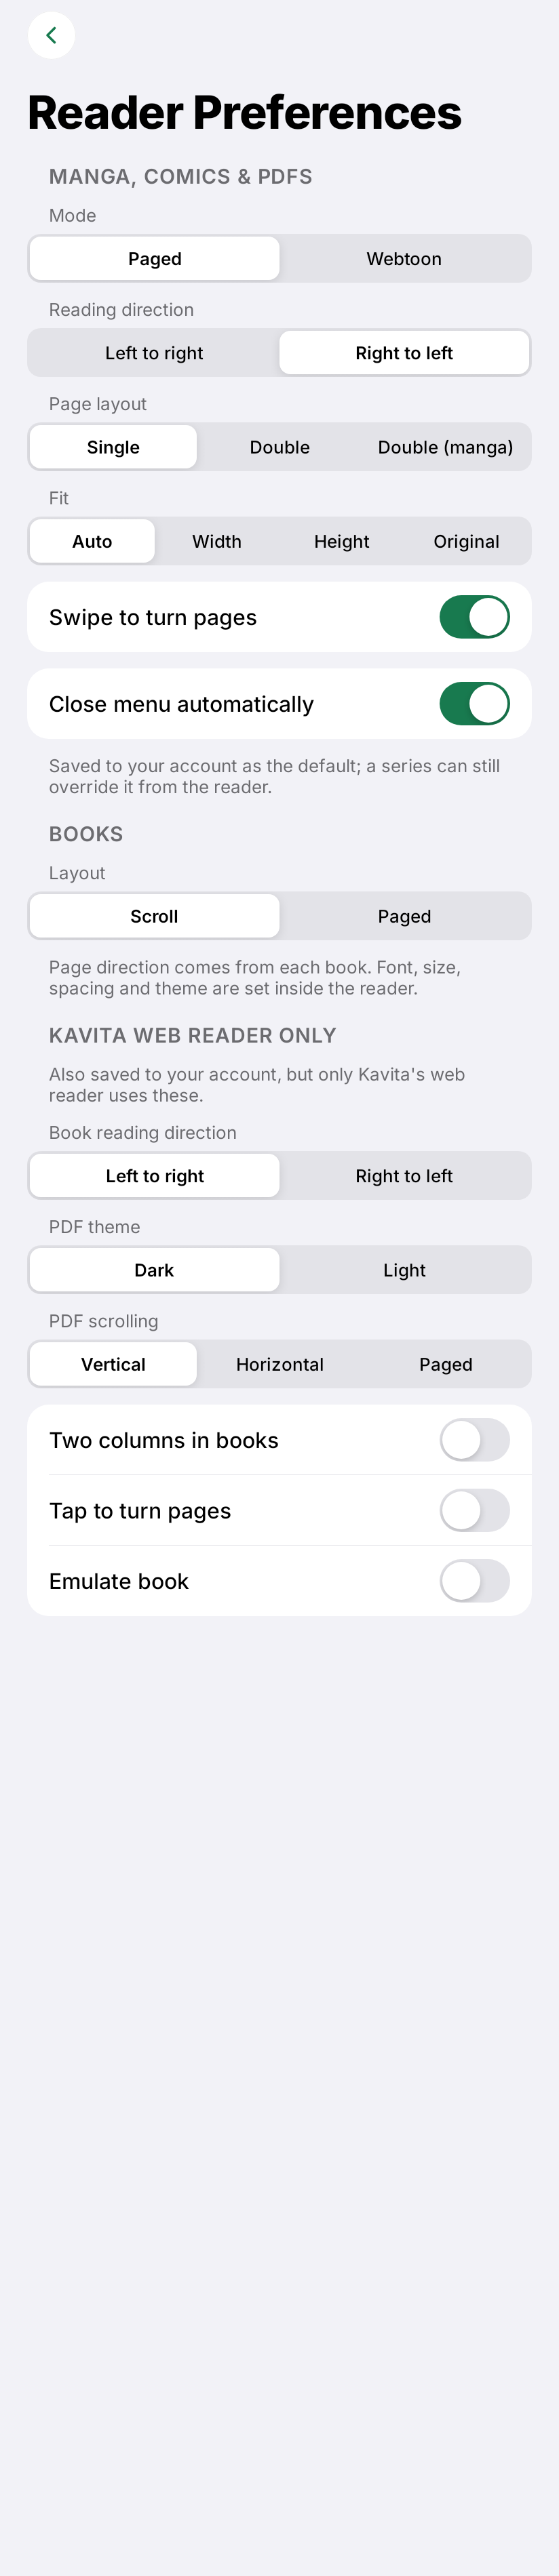 Reader Preferences
MANGA, COMICS & PDFS
Mode
Paged
Webtoon
Reading direction
Left to right
Right to left
Page layout
Single
Double
Double (manga)
Fit
Auto
Width
Height
Original
Swipe to turn pages
Close menu automatically
Saved to your account as the default; a series can still
override it from the reader.
BOOKS
Layout
Scroll
Paged
Page direction comes from each book. Font, size,
spacing and theme are set inside the reader.
KAVITA WEB READER ONLY
Also saved to your account, but only Kavita's web
reader uses these.
Book reading direction
Left to right
Right to left
PDF theme
Dark
Light
PDF scrolling
Vertical
Horizontal
Paged
Two columns in books
Tap to turn pages
Emulate book